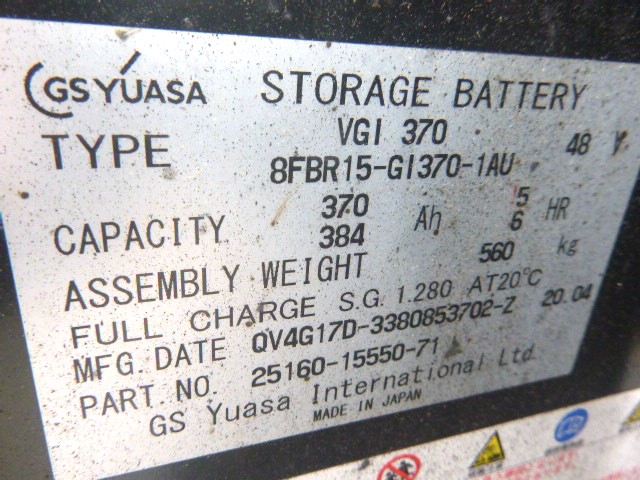 GS YUASA STORAGE BATTERY
TYPE VGI 370 48 V
8FBR15-GI370-1AU
CAPACITY 370 Ah 5 HR
384 6
ASSEMBLY WEIGHT 560 kg
FULL CHARGE S.G. 1.280 AT20℃
MFG. DATE QV4G17D-3380853702-Z 20.04
PART. NO. 25160-15550-71
GS Yuasa International Ltd.
MADE IN JAPAN